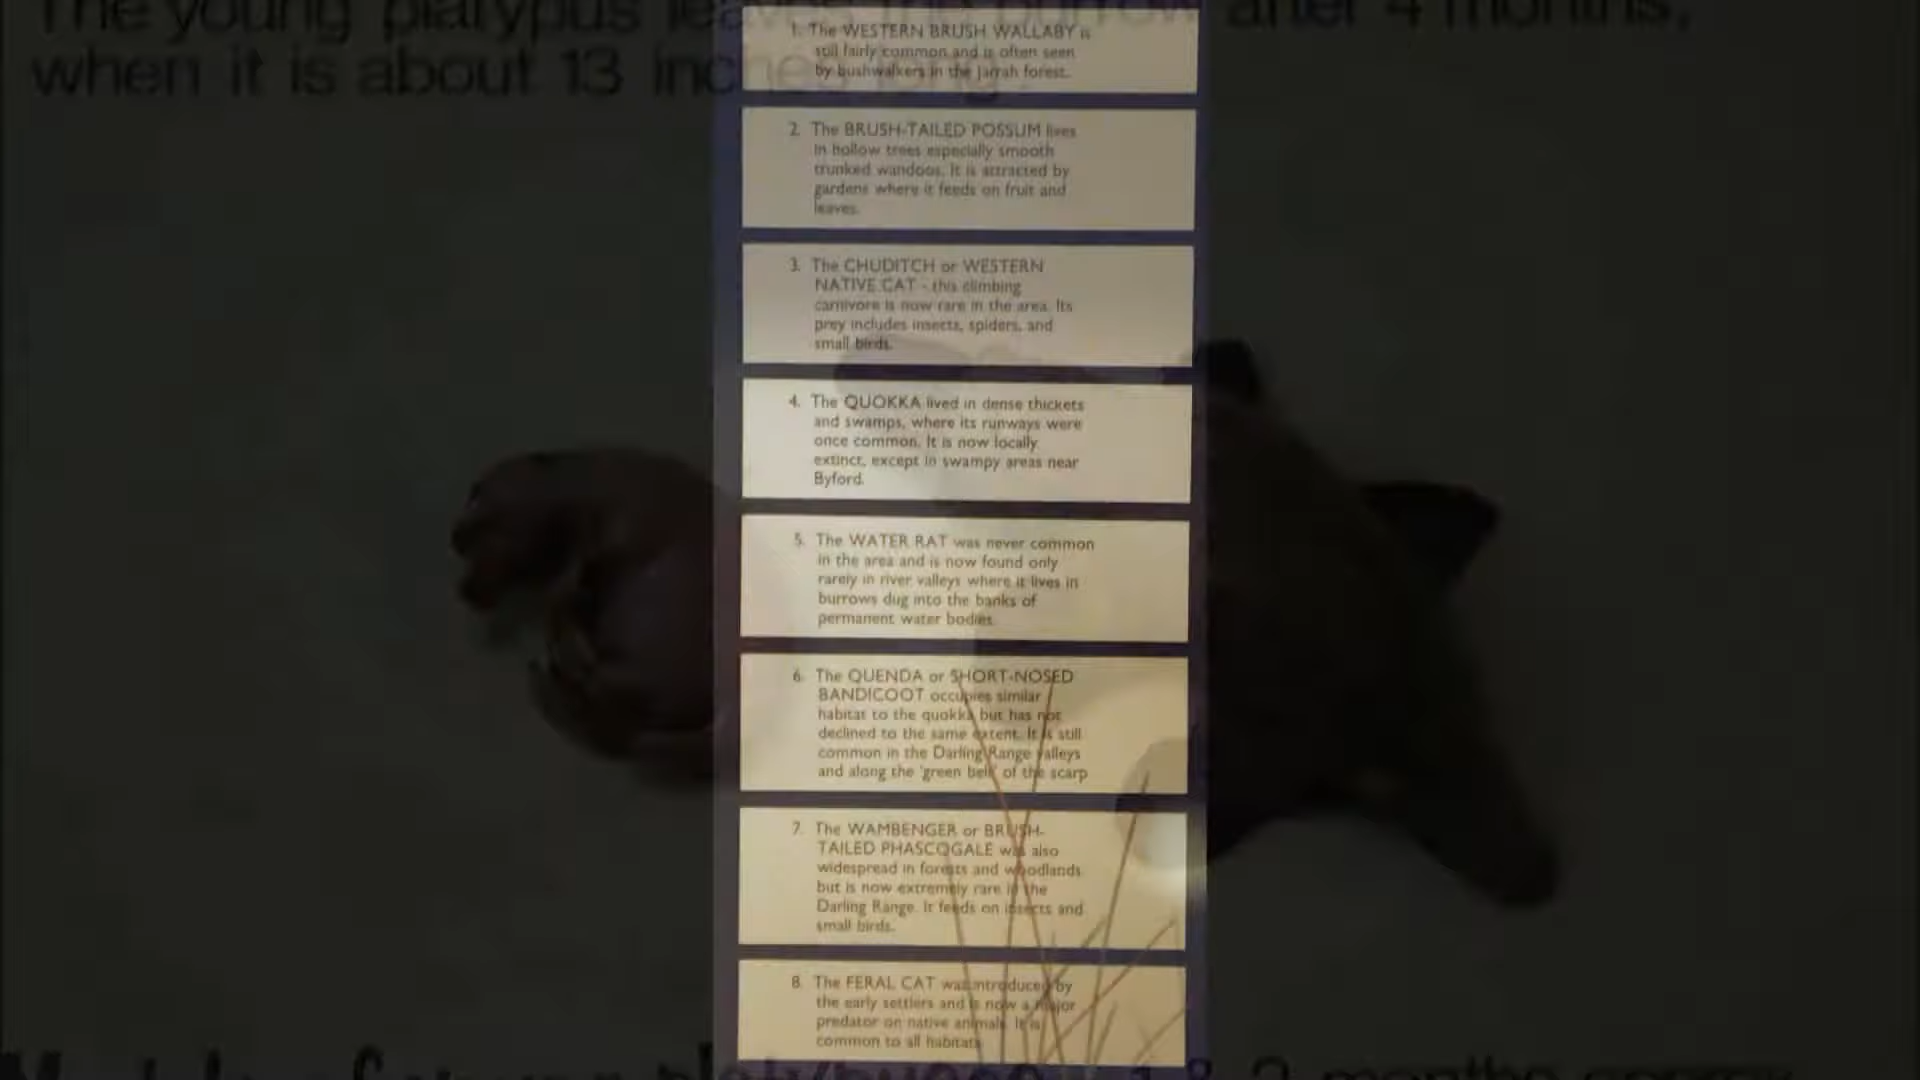 The young platypus leaves the burrow after 4 months,
when it is about 13 inches long.
1. The WESTERN BRUSH WALLABY is
still fairly common and is often seen
by bushwalkers in the Jarrah forest.
2. The BRUSH-TAILED POSSUM lives
in hollow trees especially smooth
trunked wandoos. It is attracted by
gardens where it feeds on fruit and
leaves.
3. The CHUDITCH or WESTERN
NATIVE CAT - this climbing
carnivore is now rare in the area. Its
prey includes insects, spiders, and
small birds.
4. The QUOKKA lived in dense thickets
and swamps, where its runways were
once common. It is now locally
extinct, except in swampy areas near
Byford.
5. The WATER RAT was never common
in the area and is now found only
rarely in river valleys where it lives in
burrows dug into the banks of
permanent water bodies.
6. The QUENDA or SHORT-NOSED
BANDICOOT occupies similar
habitat to the quokka but has not
declined to the same extent. It is still
common in the Darling Range valleys
and along the 'green belt' of the scarp
7. The WAMBENGER or BRUSH-
TAILED PHASCOGALE was also
widespread in forests and woodlands
but is now extremely rare in the
Darling Range. It feeds on insects and
small birds.
8. The FERAL CAT was introduced by
the early settlers and is now a major
predator on native animals. It is
common to all habitats
months